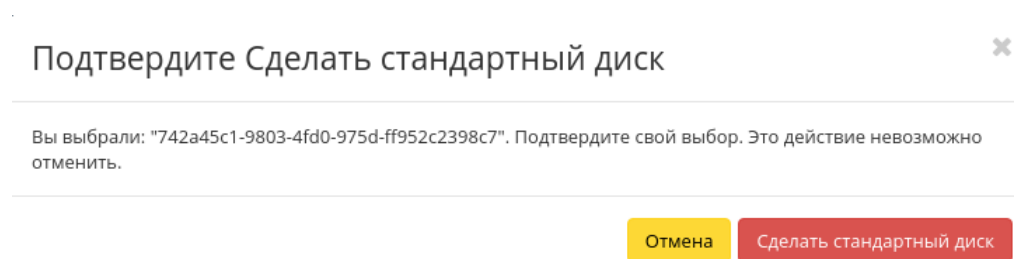 Подтвердите Сделать стандартный диск
Вы выбрали: "742a45c1-9803-4fd0-975d-ff952c2398c7". Подтвердите свой выбор. Это действие невозможно
отменить.
Отмена
Сделать стандартный диск